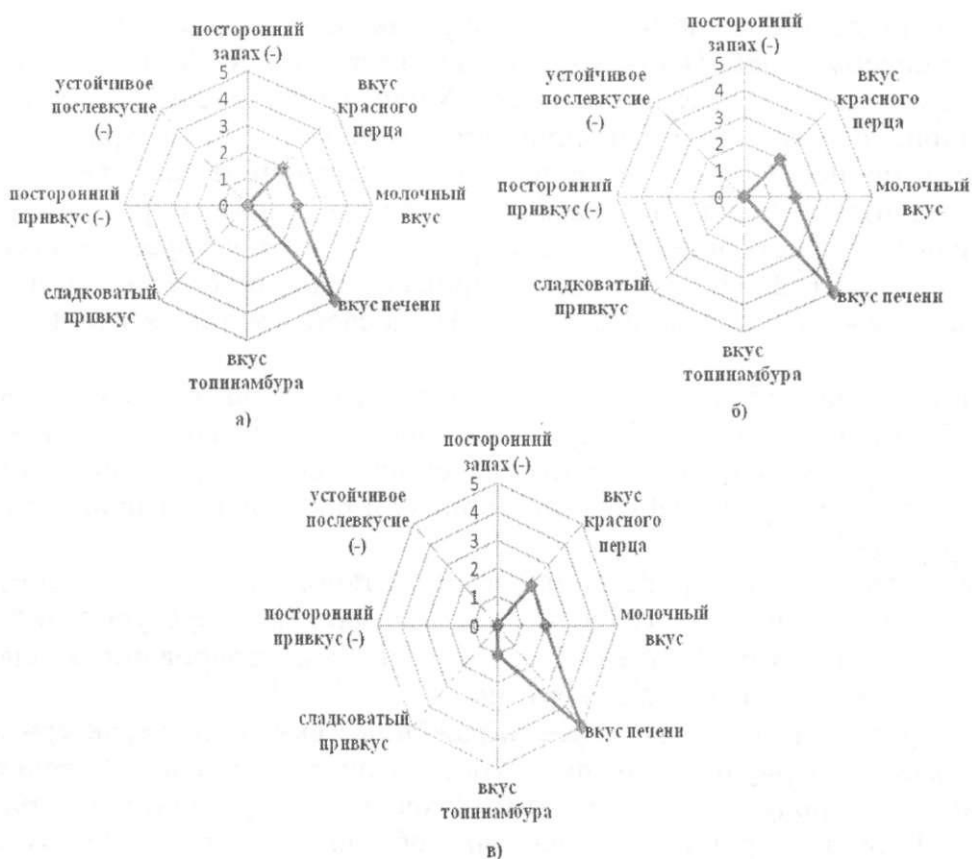 посторонний
запах (-)
5
4
3
2
1
0
вкус
красного
перца
молочный
вкус
вкус печени
вкус
топинамбура
сладковатый
привкус
посторонний
привкус (-)
устойчивое
послевкусие
(-)
а)
посторонний
запах (-)
5
4
3
2
1
0
вкус
красного
перца
молочный
вкус
вкус печени
вкус
топинамбура
сладковатый
привкус
посторонний
привкус (-)
устойчивое
послевкусие
(-)
б)
посторонний
запах (-)
5
4
3
2
1
0
вкус
красного
перца
молочный
вкус
вкус печени
вкус
топинамбура
сладковатый
привкус
посторонний
привкус (-)
устойчивое
послевкусие
(-)
в)